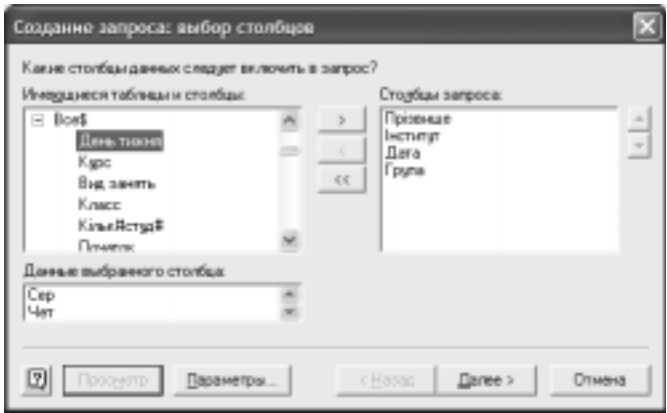 Создание запроса: выбор столбцов
Какие столбцы данных следует включить в запрос?
Имеющиеся таблицы и столбцы:
Все$
День тижня
Курс
Вид занять
Класс
Кільк#студ#
Початок
>
<
<<
Столбцы запроса:
Прізвище
Інститут
Дата
Група
Данные выбранного столбца:
Сер
Чет
Просмотр
Параметры...
< Назад
Далее >
Отмена